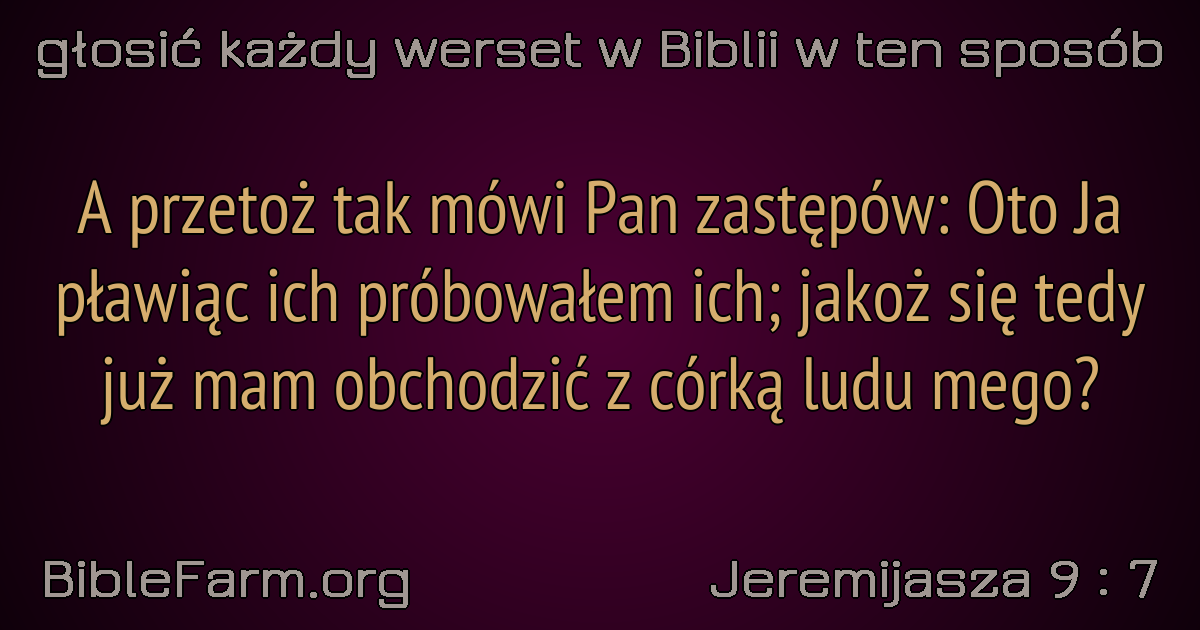 głosić każdy werset w Biblii w ten sposób
A przetoż tak mówi Pan zastępów: Oto Ja
pławiąc ich próbowałem ich; jakoż się tedy
już mam obchodzić z córką ludu mego?
BibleFarm.org
Jeremijasza 9 : 7